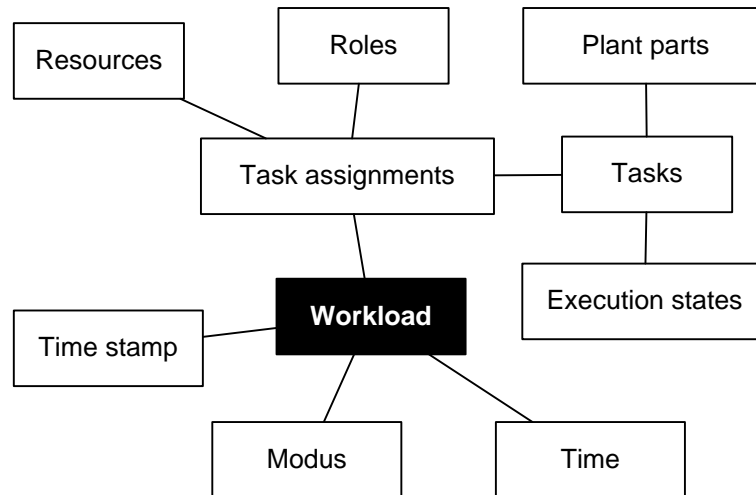 Resources
Roles
Plant parts
Task assignments
Tasks
Workload
Execution states
Time stamp
Modus
Time